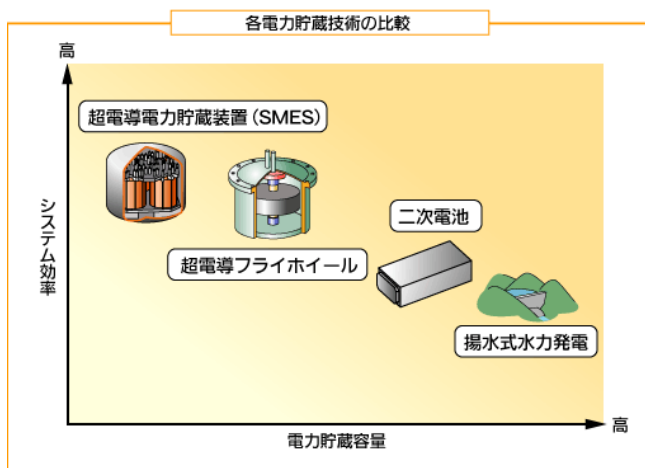 各電力貯蔵技術の比較
高
超電導電力貯蔵装置(SMES)
超電導フライホイール
二次電池
揚水式水力発電
システム効率
電力貯蔵容量
高